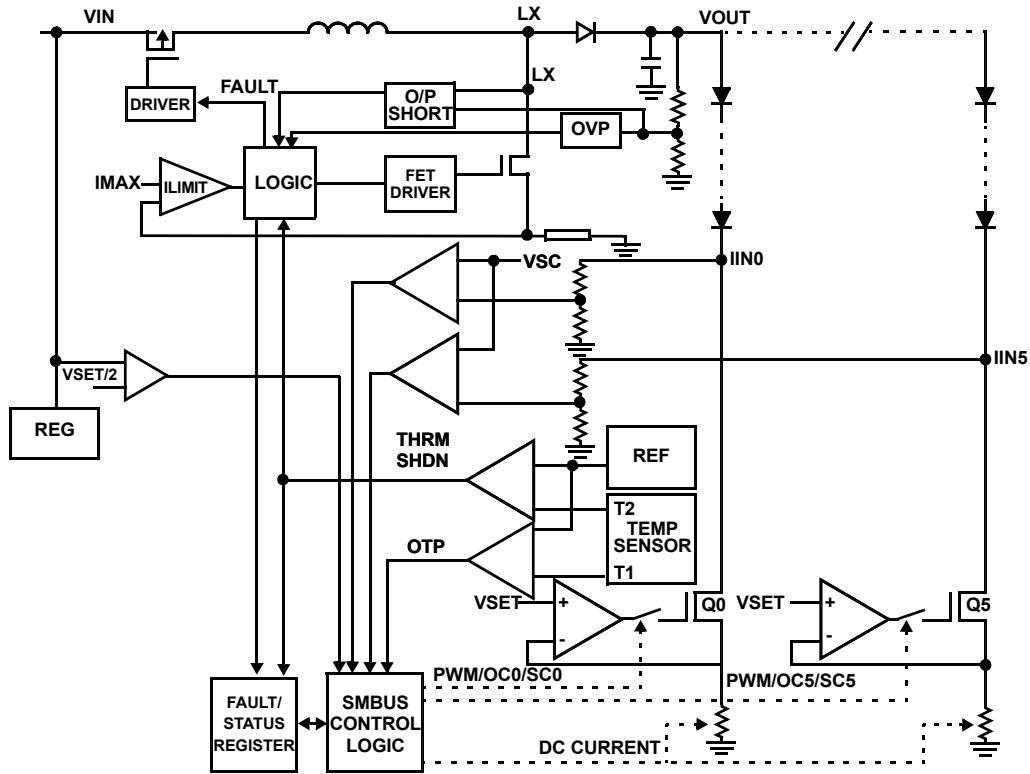 VIN
LX
VOUT
LX
FAULT
DRIVER
O/P
SHORT
OVP
IMAX
ILIMIT
LOGIC
FET
DRIVER
VSC
IIN0
IIN5
VSET/2
REG
THRM
SHDN
REF
T2
TEMP
SENSOR
T1
OTP
VSET
+
-
Q0
VSET
+
-
Q5
PWM/OC0/SC0
PWM/OC5/SC5
FAULT/
STATUS
REGISTER
SMBUS
CONTROL
LOGIC
DC CURRENT